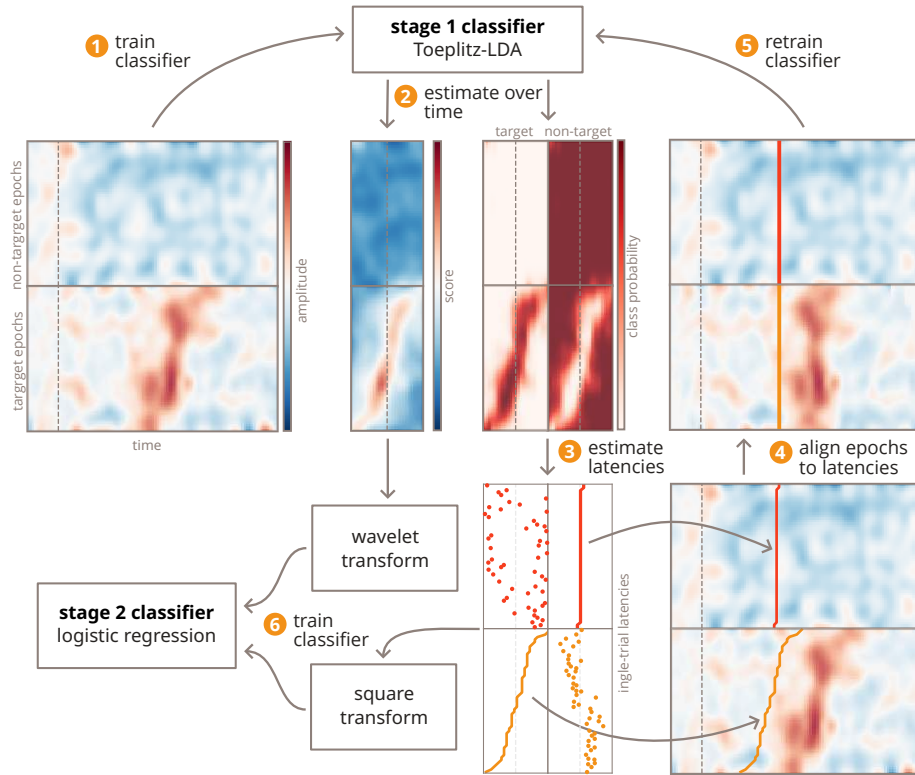 stage 1 classifier
Toeplitz-LDA
1 train
classifier
2 estimate over
time
5 retrain
classifier
target
non-target
non-targrget epochs
targrget epochs
amplitude
score
class probability
time
3 estimate
latencies
4 align epochs
to latencies
wavelet
transform
stage 2 classifier
logistic regression
6 train
classifier
square
transform
ingle-trial latencies